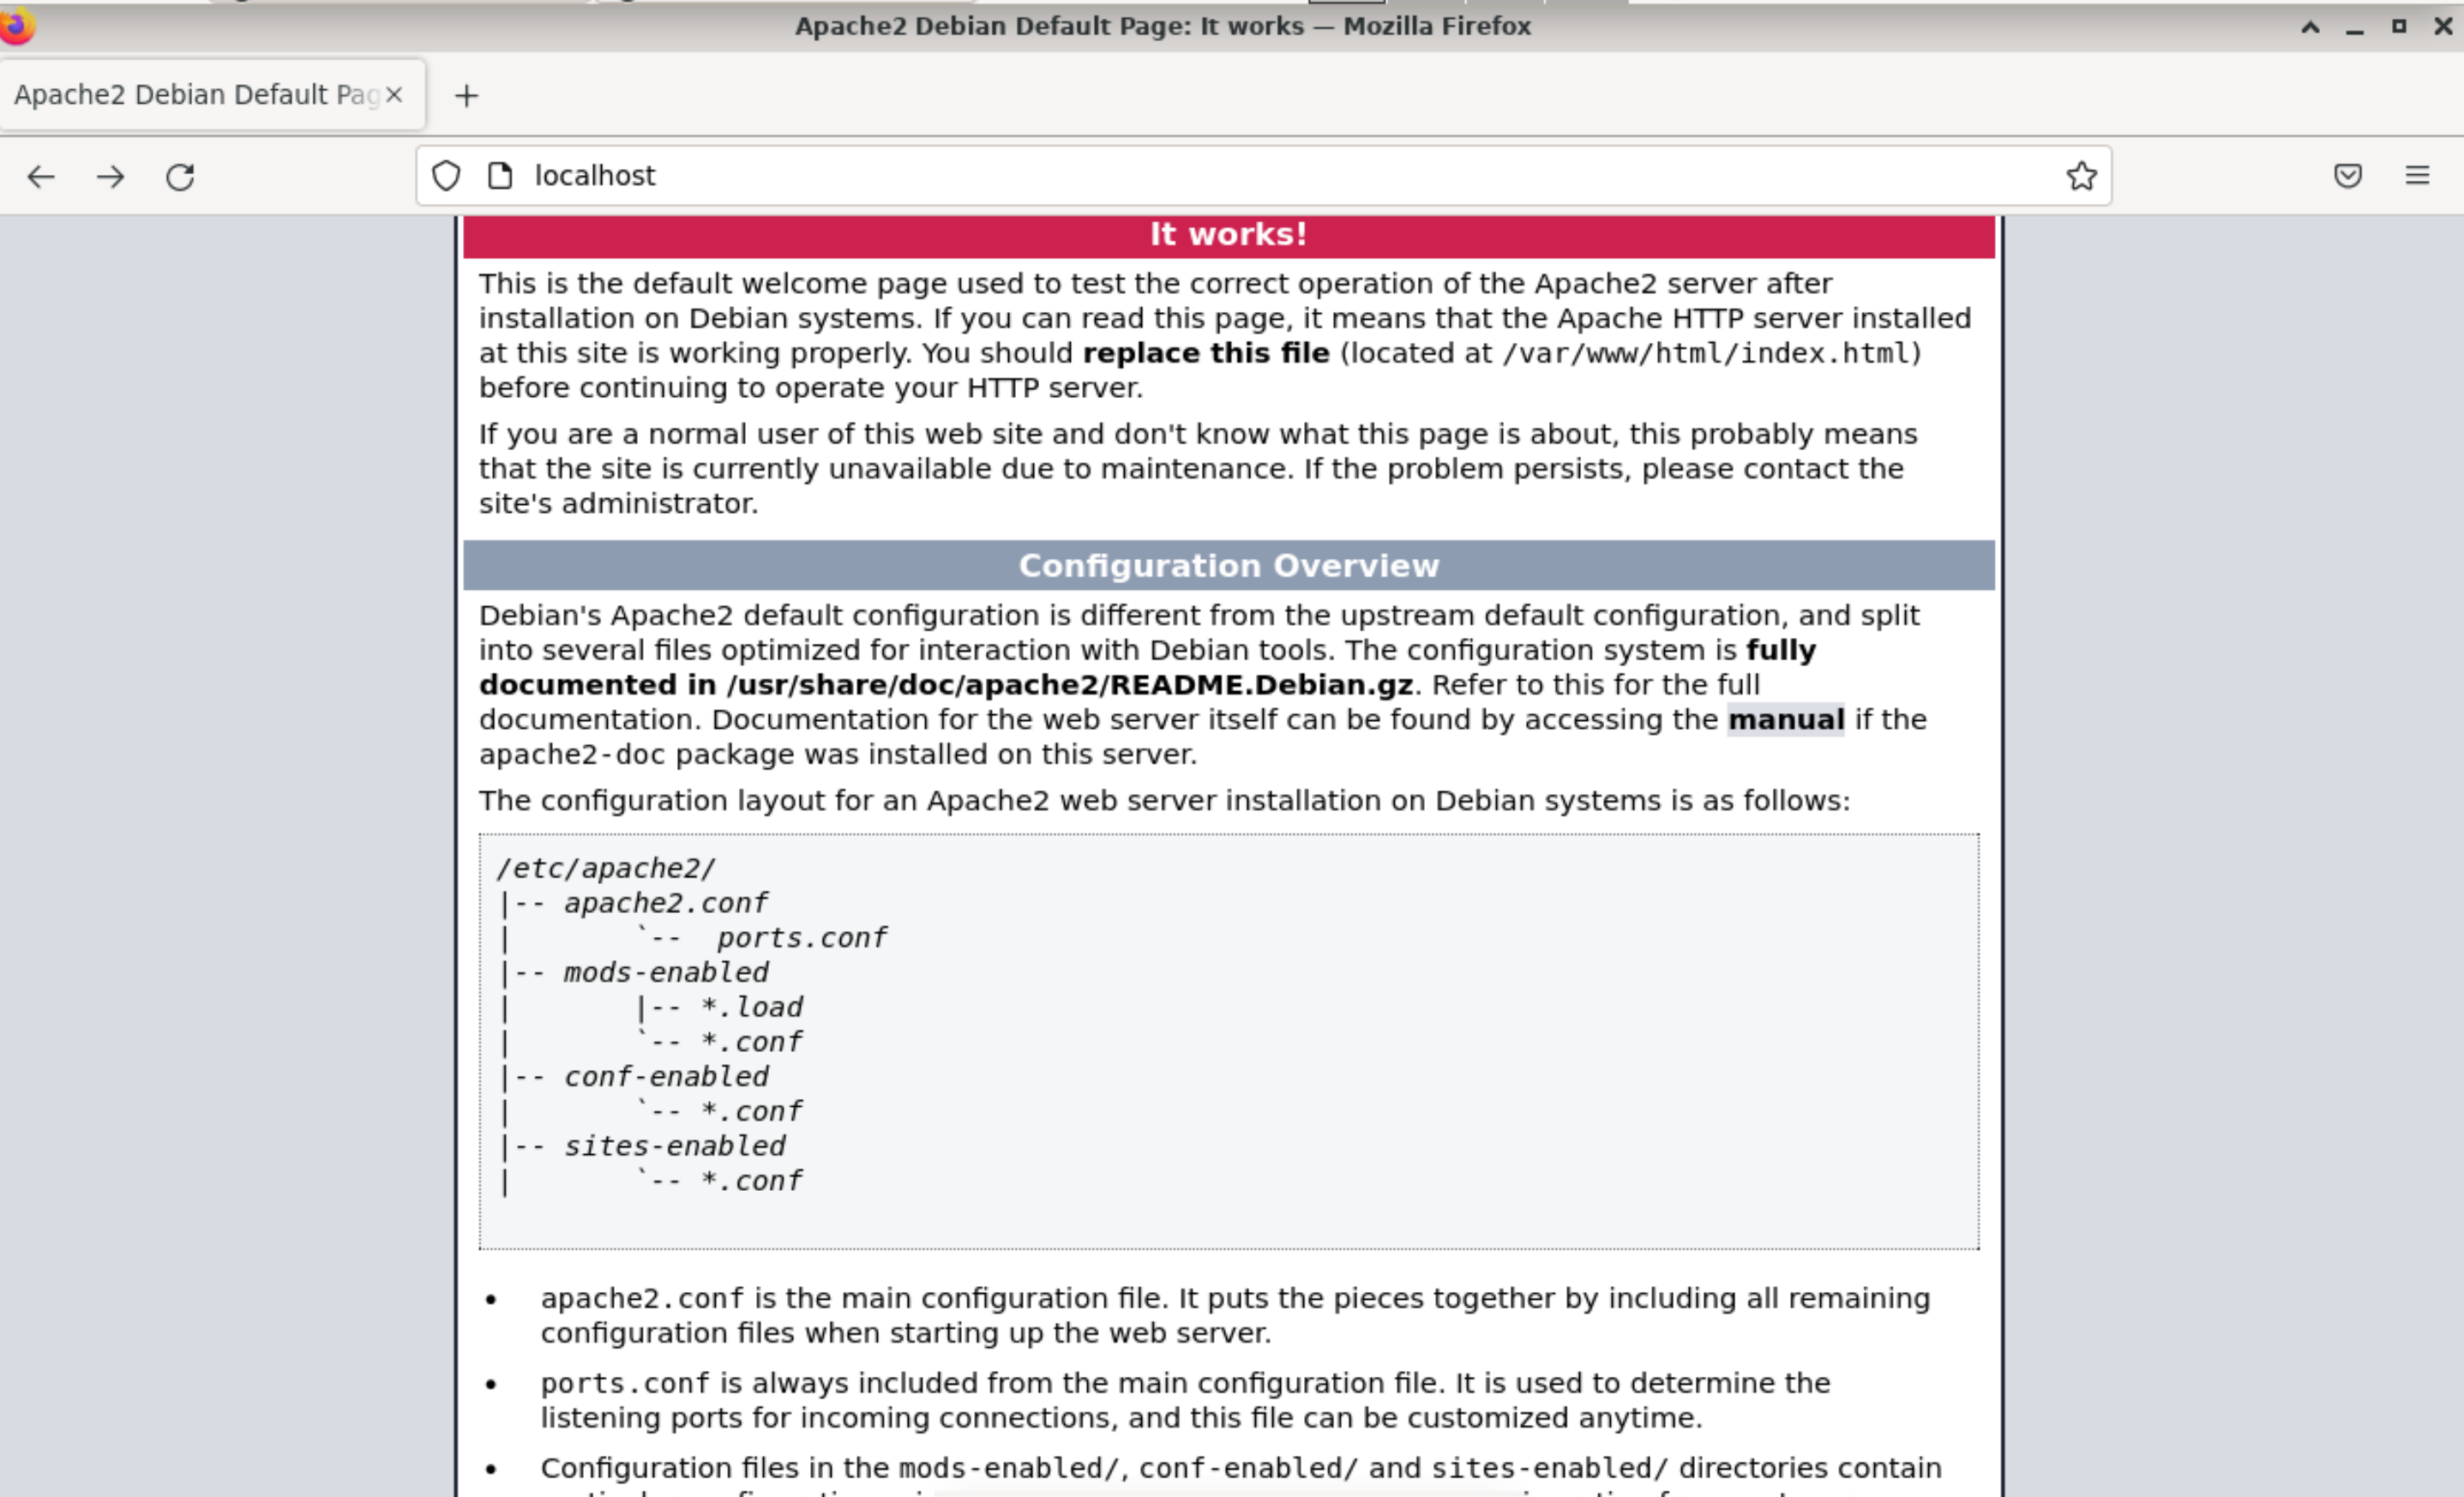 Apache2 Debian Default Page: It works — Mozilla Firefox
Apache2 Debian Default Pag
localhost
It works!
This is the default welcome page used to test the correct operation of the Apache2 server after
installation on Debian systems. If you can read this page, it means that the Apache HTTP server installed
at this site is working properly. You should replace this file (located at /var/www/html/index.html)
before continuing to operate your HTTP server.
If you are a normal user of this web site and don't know what this page is about, this probably means
that the site is currently unavailable due to maintenance. If the problem persists, please contact the
site's administrator.
Configuration Overview
Debian's Apache2 default configuration is different from the upstream default configuration, and split
into several files optimized for interaction with Debian tools. The configuration system is fully
documented in /usr/share/doc/apache2/README.Debian.gz. Refer to this for the full
documentation. Documentation for the web server itself can be found by accessing the manual if the
apache2-doc package was installed on this server.
The configuration layout for an Apache2 web server installation on Debian systems is as follows:
/etc/apache2/
|-- apache2.conf
|       `--  ports.conf
|-- mods-enabled
|       |-- *.load
|       `-- *.conf
|-- conf-enabled
|       `-- *.conf
|-- sites-enabled
|       `-- *.conf
• apache2.conf is the main configuration file. It puts the pieces together by including all remaining
configuration files when starting up the web server.
• ports.conf is always included from the main configuration file. It is used to determine the
listening ports for incoming connections, and this file can be customized anytime.
• Configuration files in the mods-enabled/, conf-enabled/ and sites-enabled/ directories contain